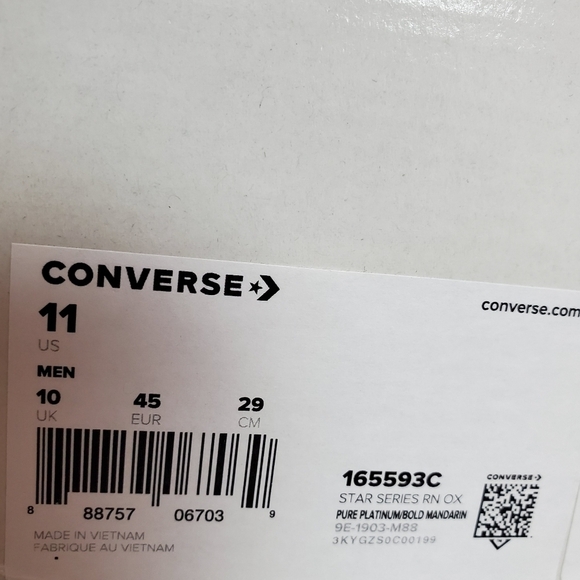 CONVERSE
converse.com
11
US
MEN
10 45 29
UK EUR CM
8 88757 06703 9
MADE IN VIETNAM
FABRIQUE AU VIETNAM
165593C
STAR SERIES RN OX
PURE PLATINUM/BOLD MANDARIN
9E-1903-M88
3KYGZS0C00199
CONVERSE